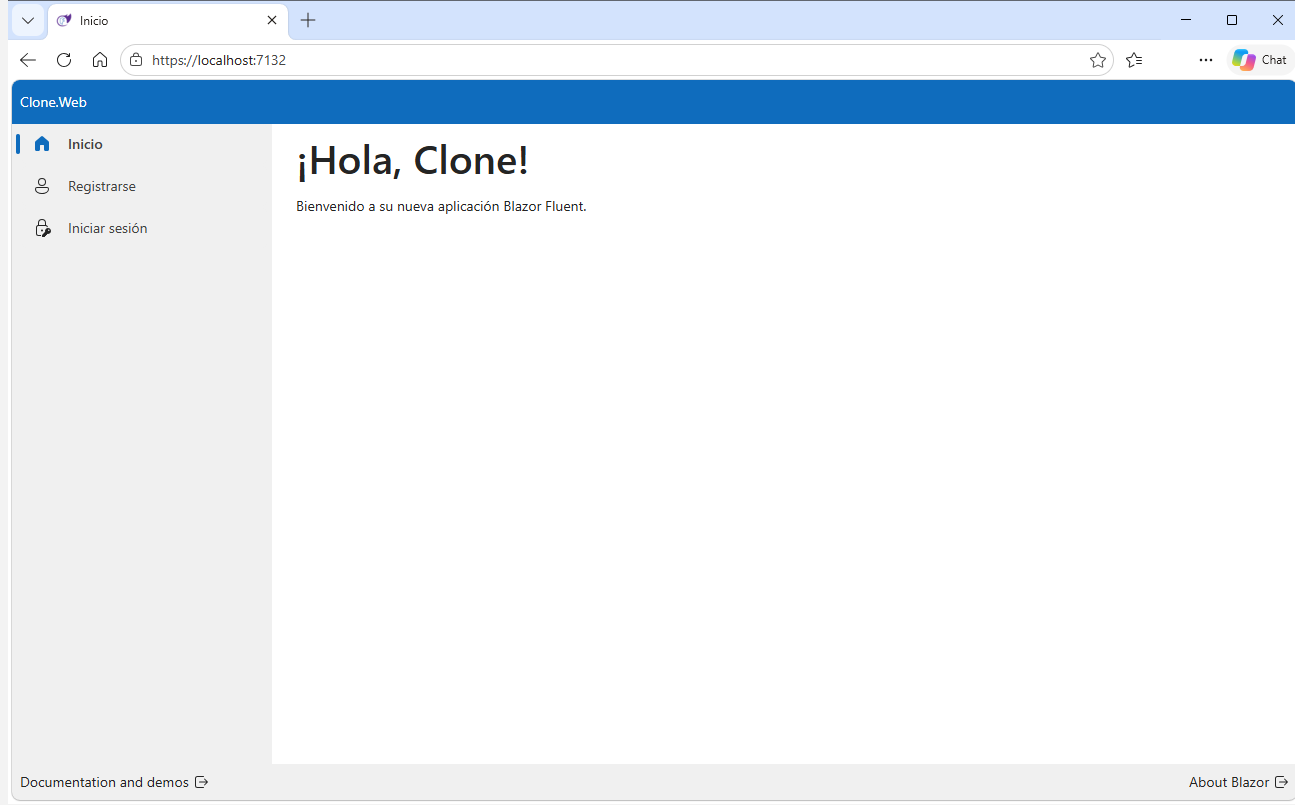 Inicio
https://localhost:7132
Chat
Clone.Web
Inicio
Registrarse
Iniciar sesión
¡Hola, Clone!
Bienvenido a su nueva aplicación Blazor Fluent.
Documentation and demos
About Blazor